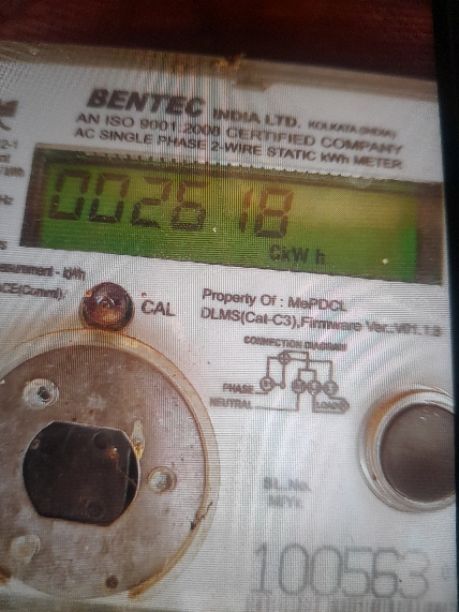 BENTEC INDIA LTD. KOLKATA (INDIA)
AN ISO 9001:2008 CERTIFIED COMPANY
AC SINGLE PHASE 2-WIRE STATIC kWh METER
002618
CkWh
CAL
Property Of : MePDCL
DLMS(Cat-C3),Firmware Ver.:V01.13
CONNECTION DIAGRAM
PHASE
NEUTRAL
LOAD
SL.No.
100563